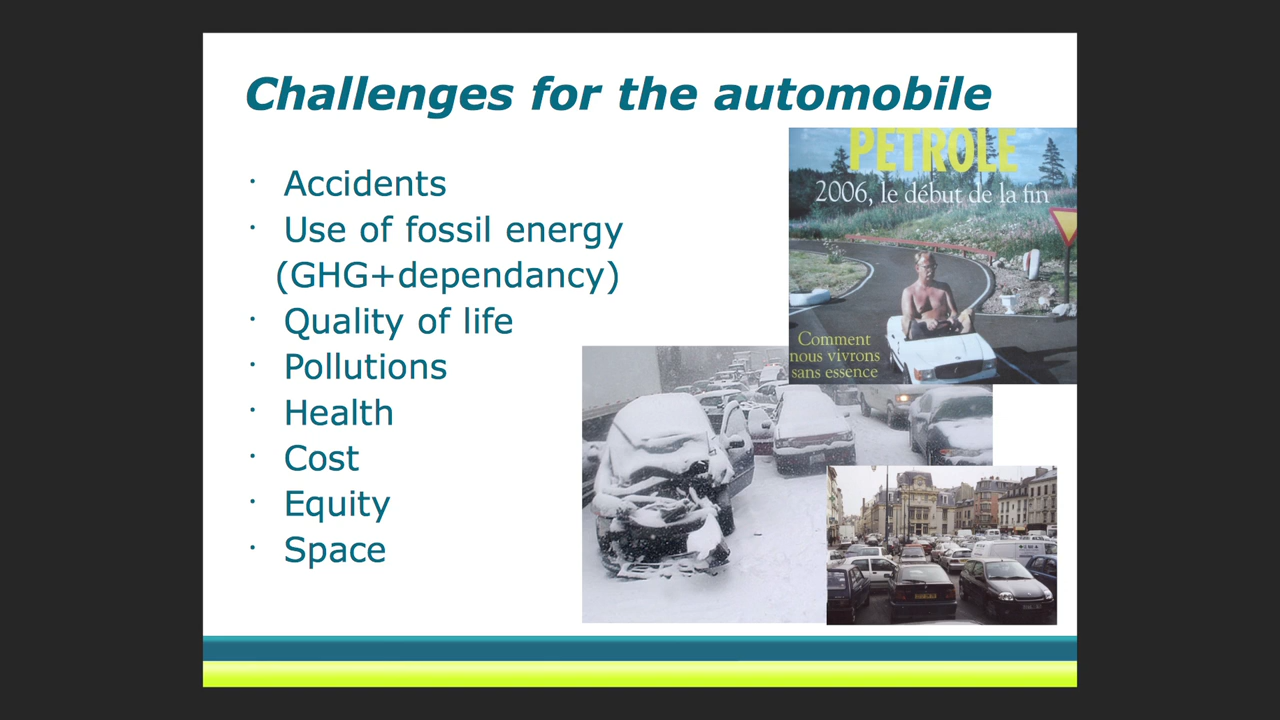 Challenges for the automobile
· Accidents
· Use of fossil energy
(GHG+dependancy)
· Quality of life
· Pollutions
· Health
· Cost
· Equity
· Space
PETROLE
2006, le début de la fin
Comment
nous vivrons
sans essence